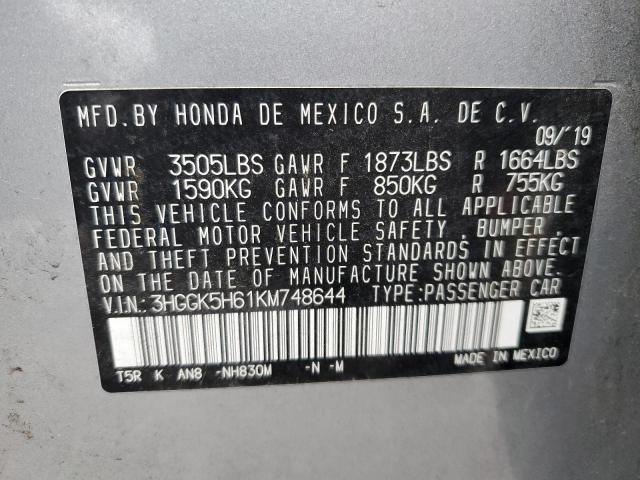 MFD.BY HONDA DE MEXICO S.A. DE C.V.
09/'19
GVWR 3505LBS GAWR F 1873LBS R 1664LBS
GVWR 1590KG GAWR F 850KG R 755KG
THIS VEHICLE CONFORMS TO ALL APPLICABLE
FEDERAL MOTOR VEHICLE SAFETY, BUMPER,
AND THEFT PREVENTION STANDARDS IN EFFECT
ON THE DATE OF MANUFACTURE SHOWN ABOVE.
V.I.N.: 3HGGK5H61KM748644 TYPE:PASSENGER CAR
T5R K AN8 -NH830M -N -M MADE IN MEXICO